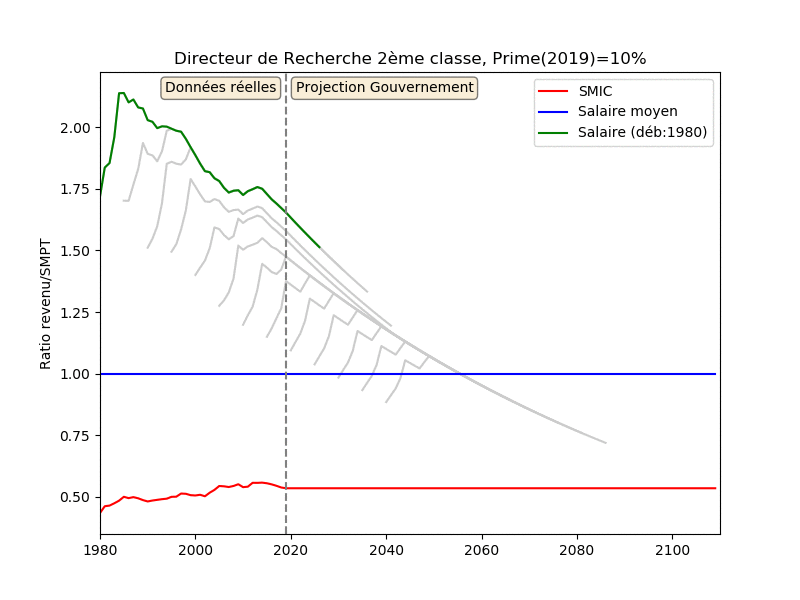 Directeur de Recherche 2ème classe, Prime(2019)=10%
Données réelles
Projection Gouvernement
SMIC
Salaire moyen
Salaire (déb:1980)
Ratio revenu/SMPT
2.00
1.75
1.50
1.25
1.00
0.75
0.50
1980
2000
2020
2040
2060
2080
2100